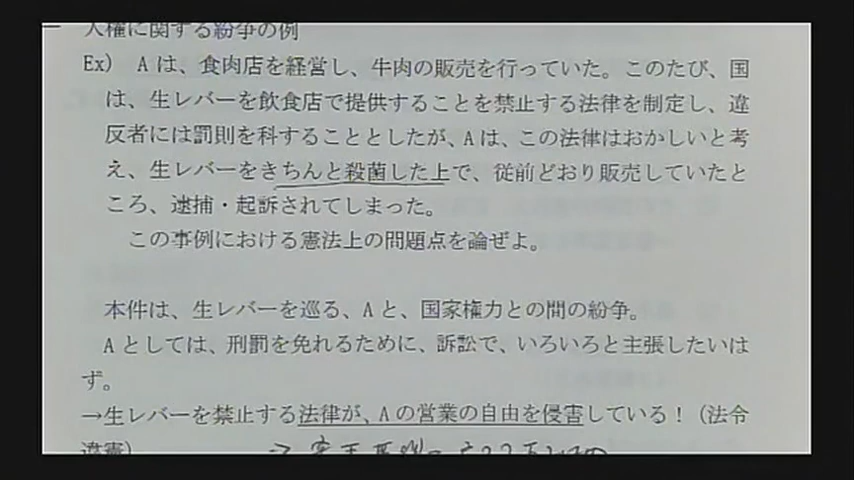 人権に関する紛争の例
Ex) Aは、食肉店を経営し、牛肉の販売を行っていた。このたび、国
は、生レバーを飲食店で提供することを禁止する法律を制定し、違
反者には罰則を科することとしたが、Aは、この法律はおかしいと考
え、生レバーをきちんと殺菌した上で、従前どおり販売していたと
ころ、逮捕・起訴されてしまった。
この事例における憲法上の問題点を論ぜよ。
本件は、生レバーを巡る、Aと、国家権力との間の紛争。
Aとしては、刑罰を免れるために、訴訟で、いろいろと主張したいは
ず。
→生レバーを禁止する法律が、Aの営業の自由を侵害している！（法令
違憲）